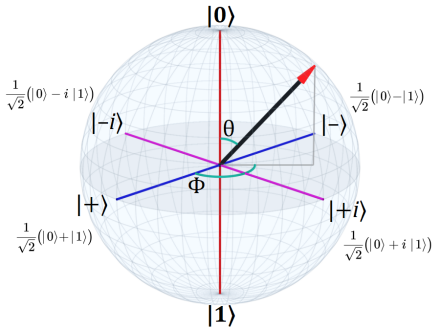 |0⟩
1/√2 (|0⟩ − i |1⟩)
1/√2 (|0⟩−|1⟩)
|−i⟩
θ
|−⟩
Φ
|+⟩
|+i⟩
1/√2 (|0⟩+|1⟩)
1/√2 (|0⟩ + i |1⟩)
|1⟩